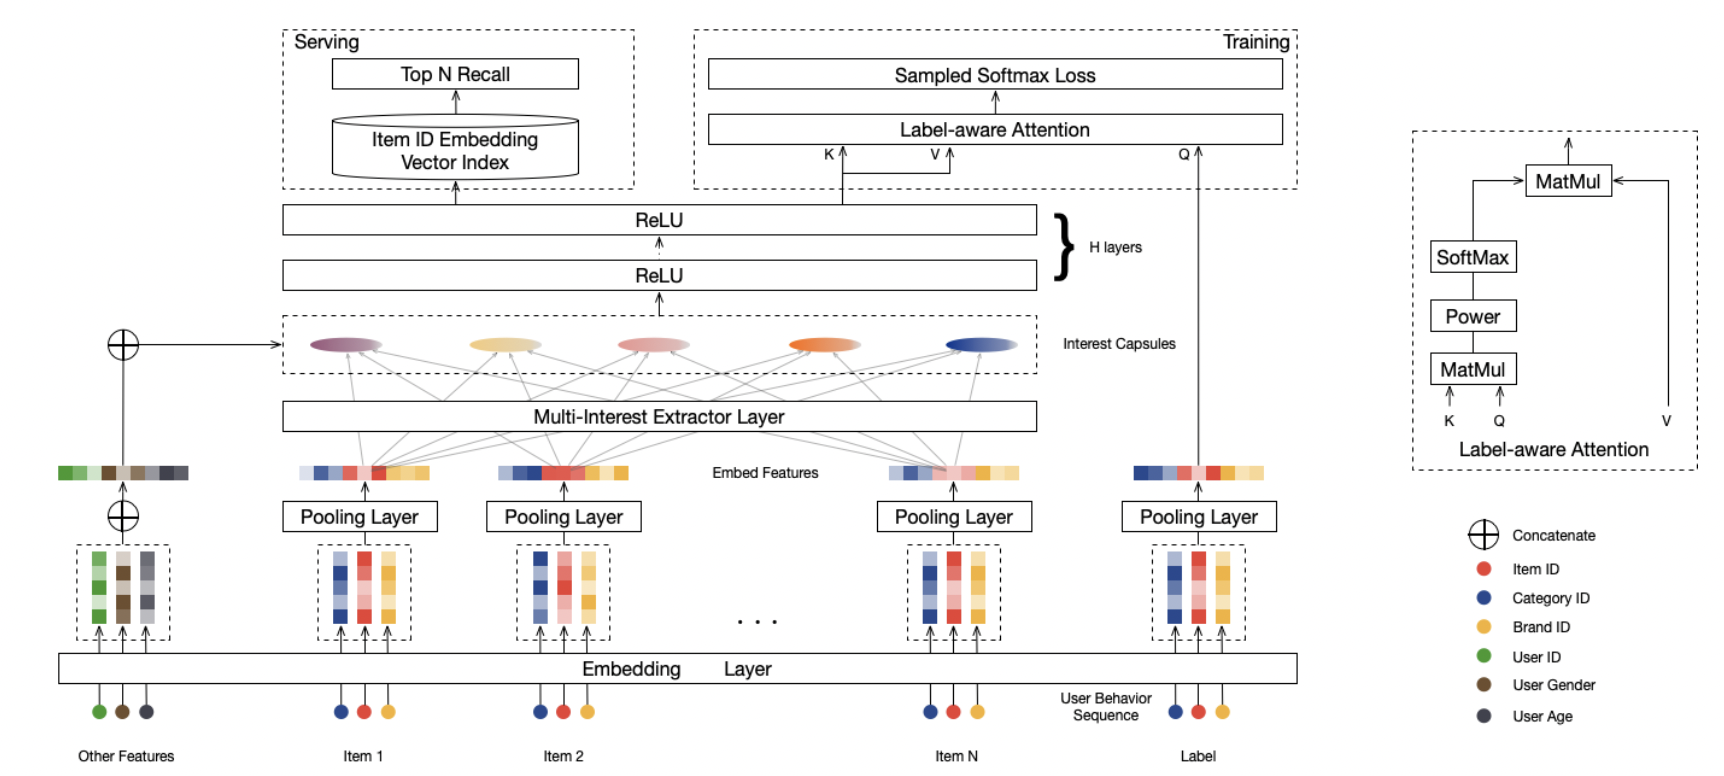 Serving
Top N Recall
Item ID Embedding
Vector Index
Training
Sampled Softmax Loss
Label-aware Attention
K
V
Q
ReLU
ReLU
H layers
Interest Capsules
Multi-Interest Extractor Layer
Embed Features
Pooling Layer
Pooling Layer
Pooling Layer
Pooling Layer
. . .
Embedding Layer
User Behavior
Sequence
Other Features
Item 1
Item 2
Item N
Label
MatMul
SoftMax
Power
MatMul
K
Q
V
Label-aware Attention
Concatenate
Item ID
Category ID
Brand ID
User ID
User Gender
User Age